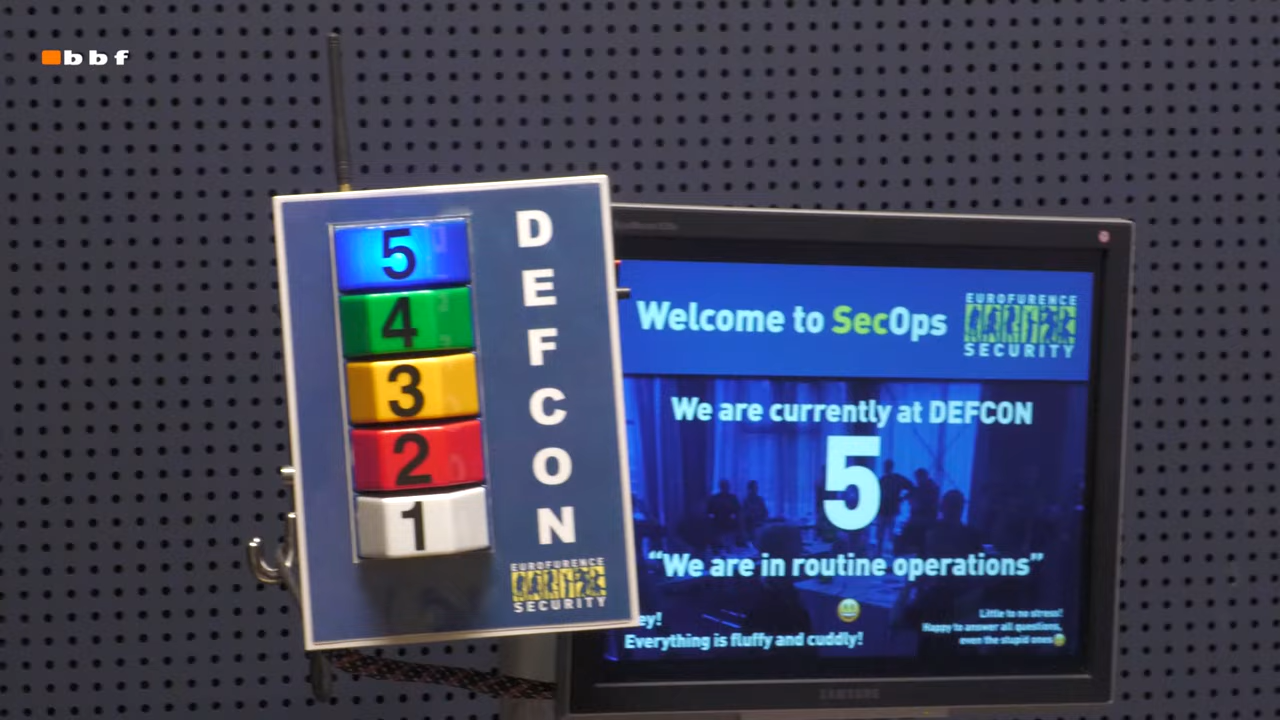 bbf
5
4
3
2
1
DEFCON
EUROFURENCE
SECURITY
Welcome to SecOps
EUROFURENCE
SECURITY
We are currently at DEFCON
5
“We are in routine operations”
ey!
Everything is fluffy and cuddly!
Little to no stress!
Happy to answer all questions,
even the stupid ones
SAMSUNG